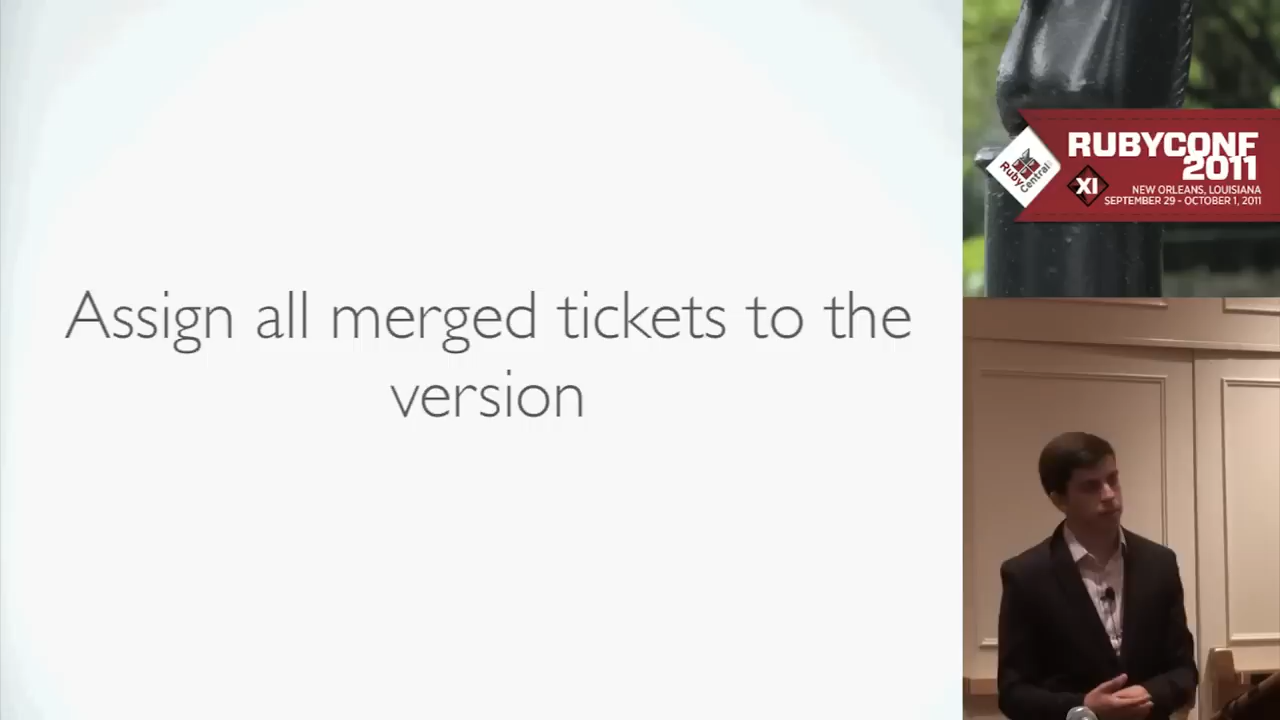 Assign all merged tickets to the
version
RUBYCONF
2011
XI
NEW ORLEANS, LOUISIANA
SEPTEMBER 29 - OCTOBER 1, 2011
Ruby
Central